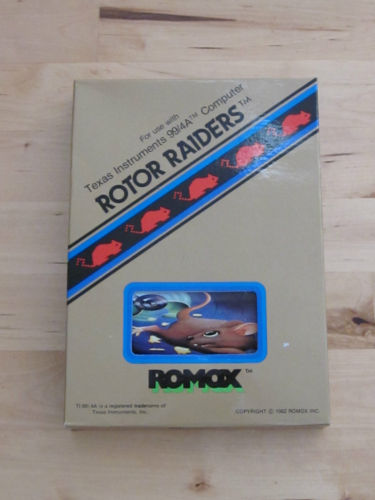 For use with
Texas Instruments 99/4A™ Computer
ROTOR RAIDERS™
ROMOX™
TI 99/4A is a registered trademark of
Texas Instruments, Inc.
COPYRIGHT © 1982 ROMOX INC.